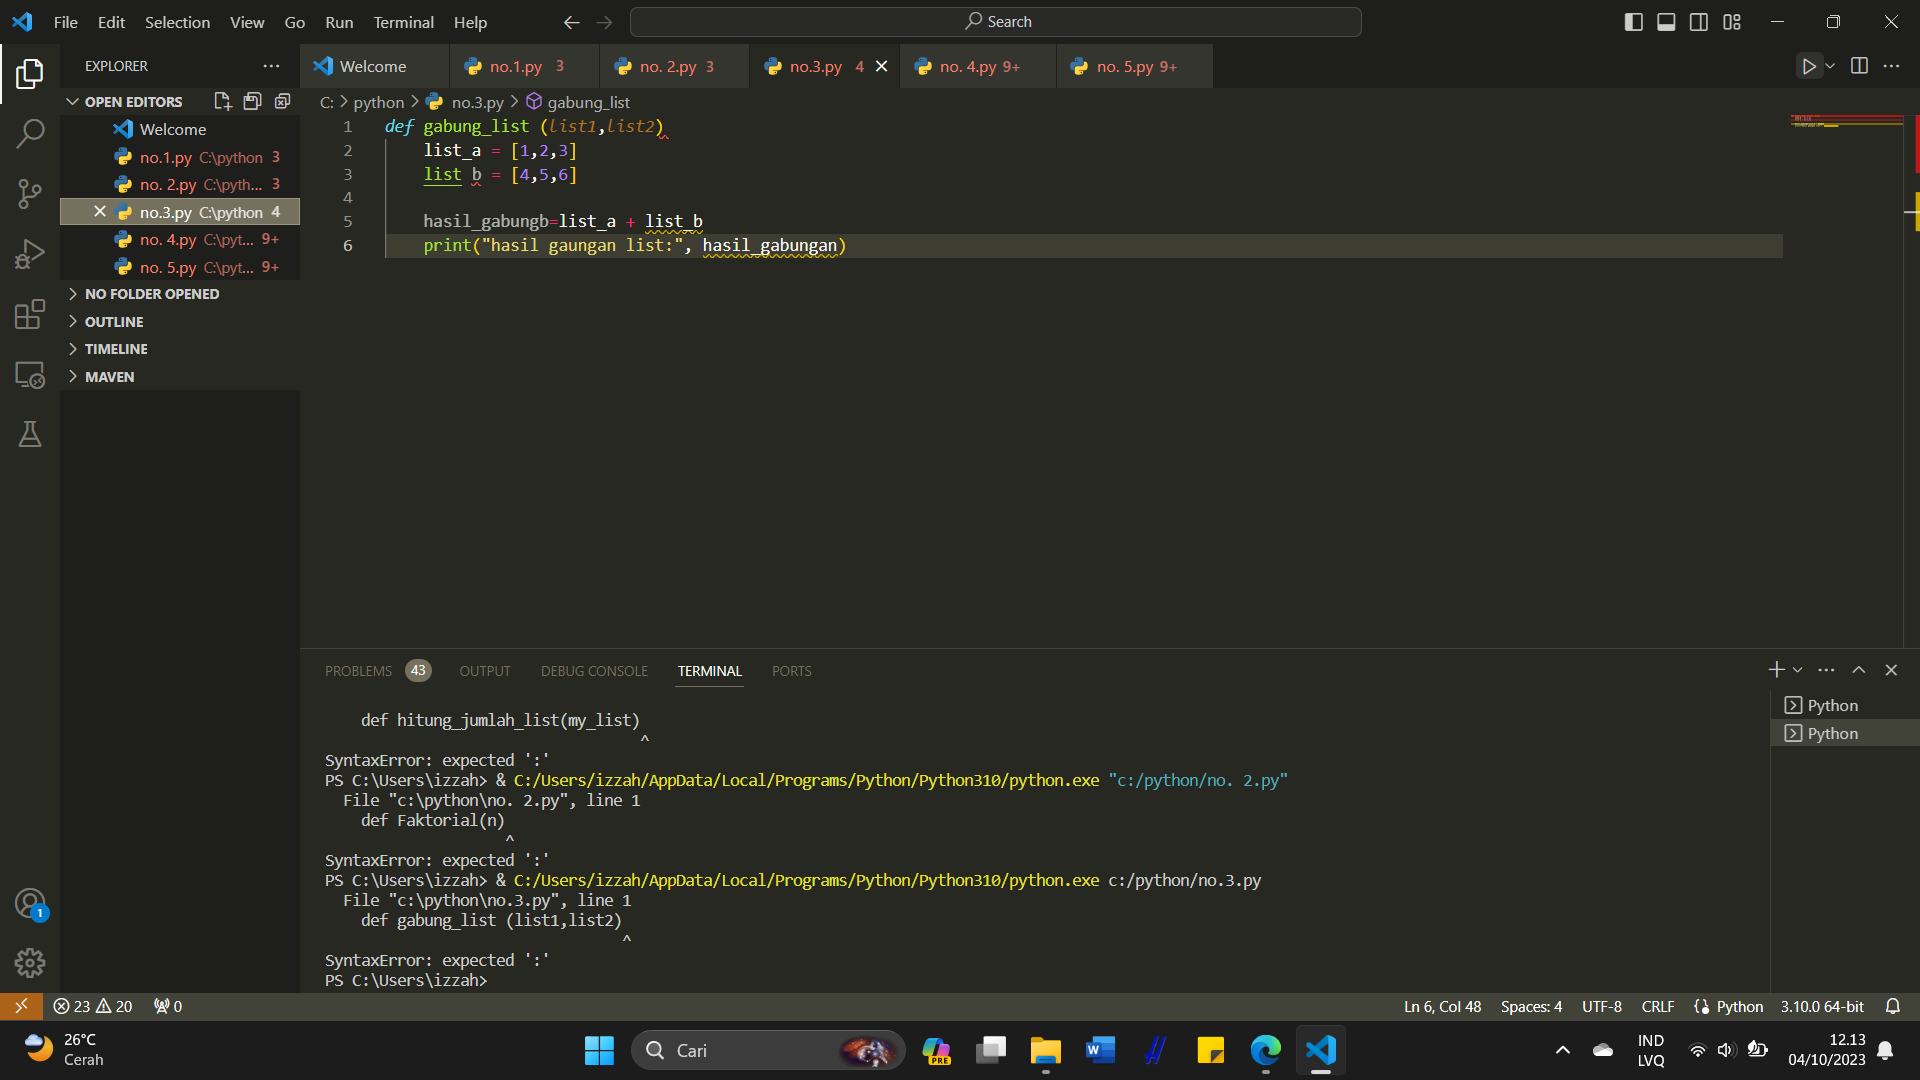 File Edit Selection View Go Run Terminal Help Search
EXPLORER
Welcome no.1.py 3 no. 2.py 3 no.3.py 4 no. 4.py 9+ no. 5.py 9+
OPEN EDITORS
Welcome
no.1.py C:\python 3
no. 2.py C:\pyth... 3
no.3.py C:\python 4
no. 4.py C:\pyt... 9+
no. 5.py C:\pyt... 9+
NO FOLDER OPENED
OUTLINE
TIMELINE
MAVEN
C: > python > no.3.py > gabung_list
1 def gabung_list (list1,list2)
2 list_a = [1,2,3]
3 list b = [4,5,6]
4
5 hasil_gabungb=list_a + list_b
6 print("hasil gaungan list:", hasil_gabungan)
PROBLEMS 43 OUTPUT DEBUG CONSOLE TERMINAL PORTS
def hitung_jumlah_list(my_list)
^
SyntaxError: expected ':'
PS C:\Users\izzah> & C:/Users/izzah/AppData/Local/Programs/Python/Python310/python.exe "c:/python/no. 2.py"
File "c:\python\no. 2.py", line 1
def Faktorial(n)
^
SyntaxError: expected ':'
PS C:\Users\izzah> & C:/Users/izzah/AppData/Local/Programs/Python/Python310/python.exe c:/python/no.3.py
File "c:\python\no.3.py", line 1
def gabung_list (list1,list2)
^
SyntaxError: expected ':'
PS C:\Users\izzah>
Python
Python
1
23 20 0 Ln 6, Col 48 Spaces: 4 UTF-8 CRLF Python 3.10.0 64-bit
26°C
Cerah
Cari
PRE
IND
LVQ
12.13
04/10/2023